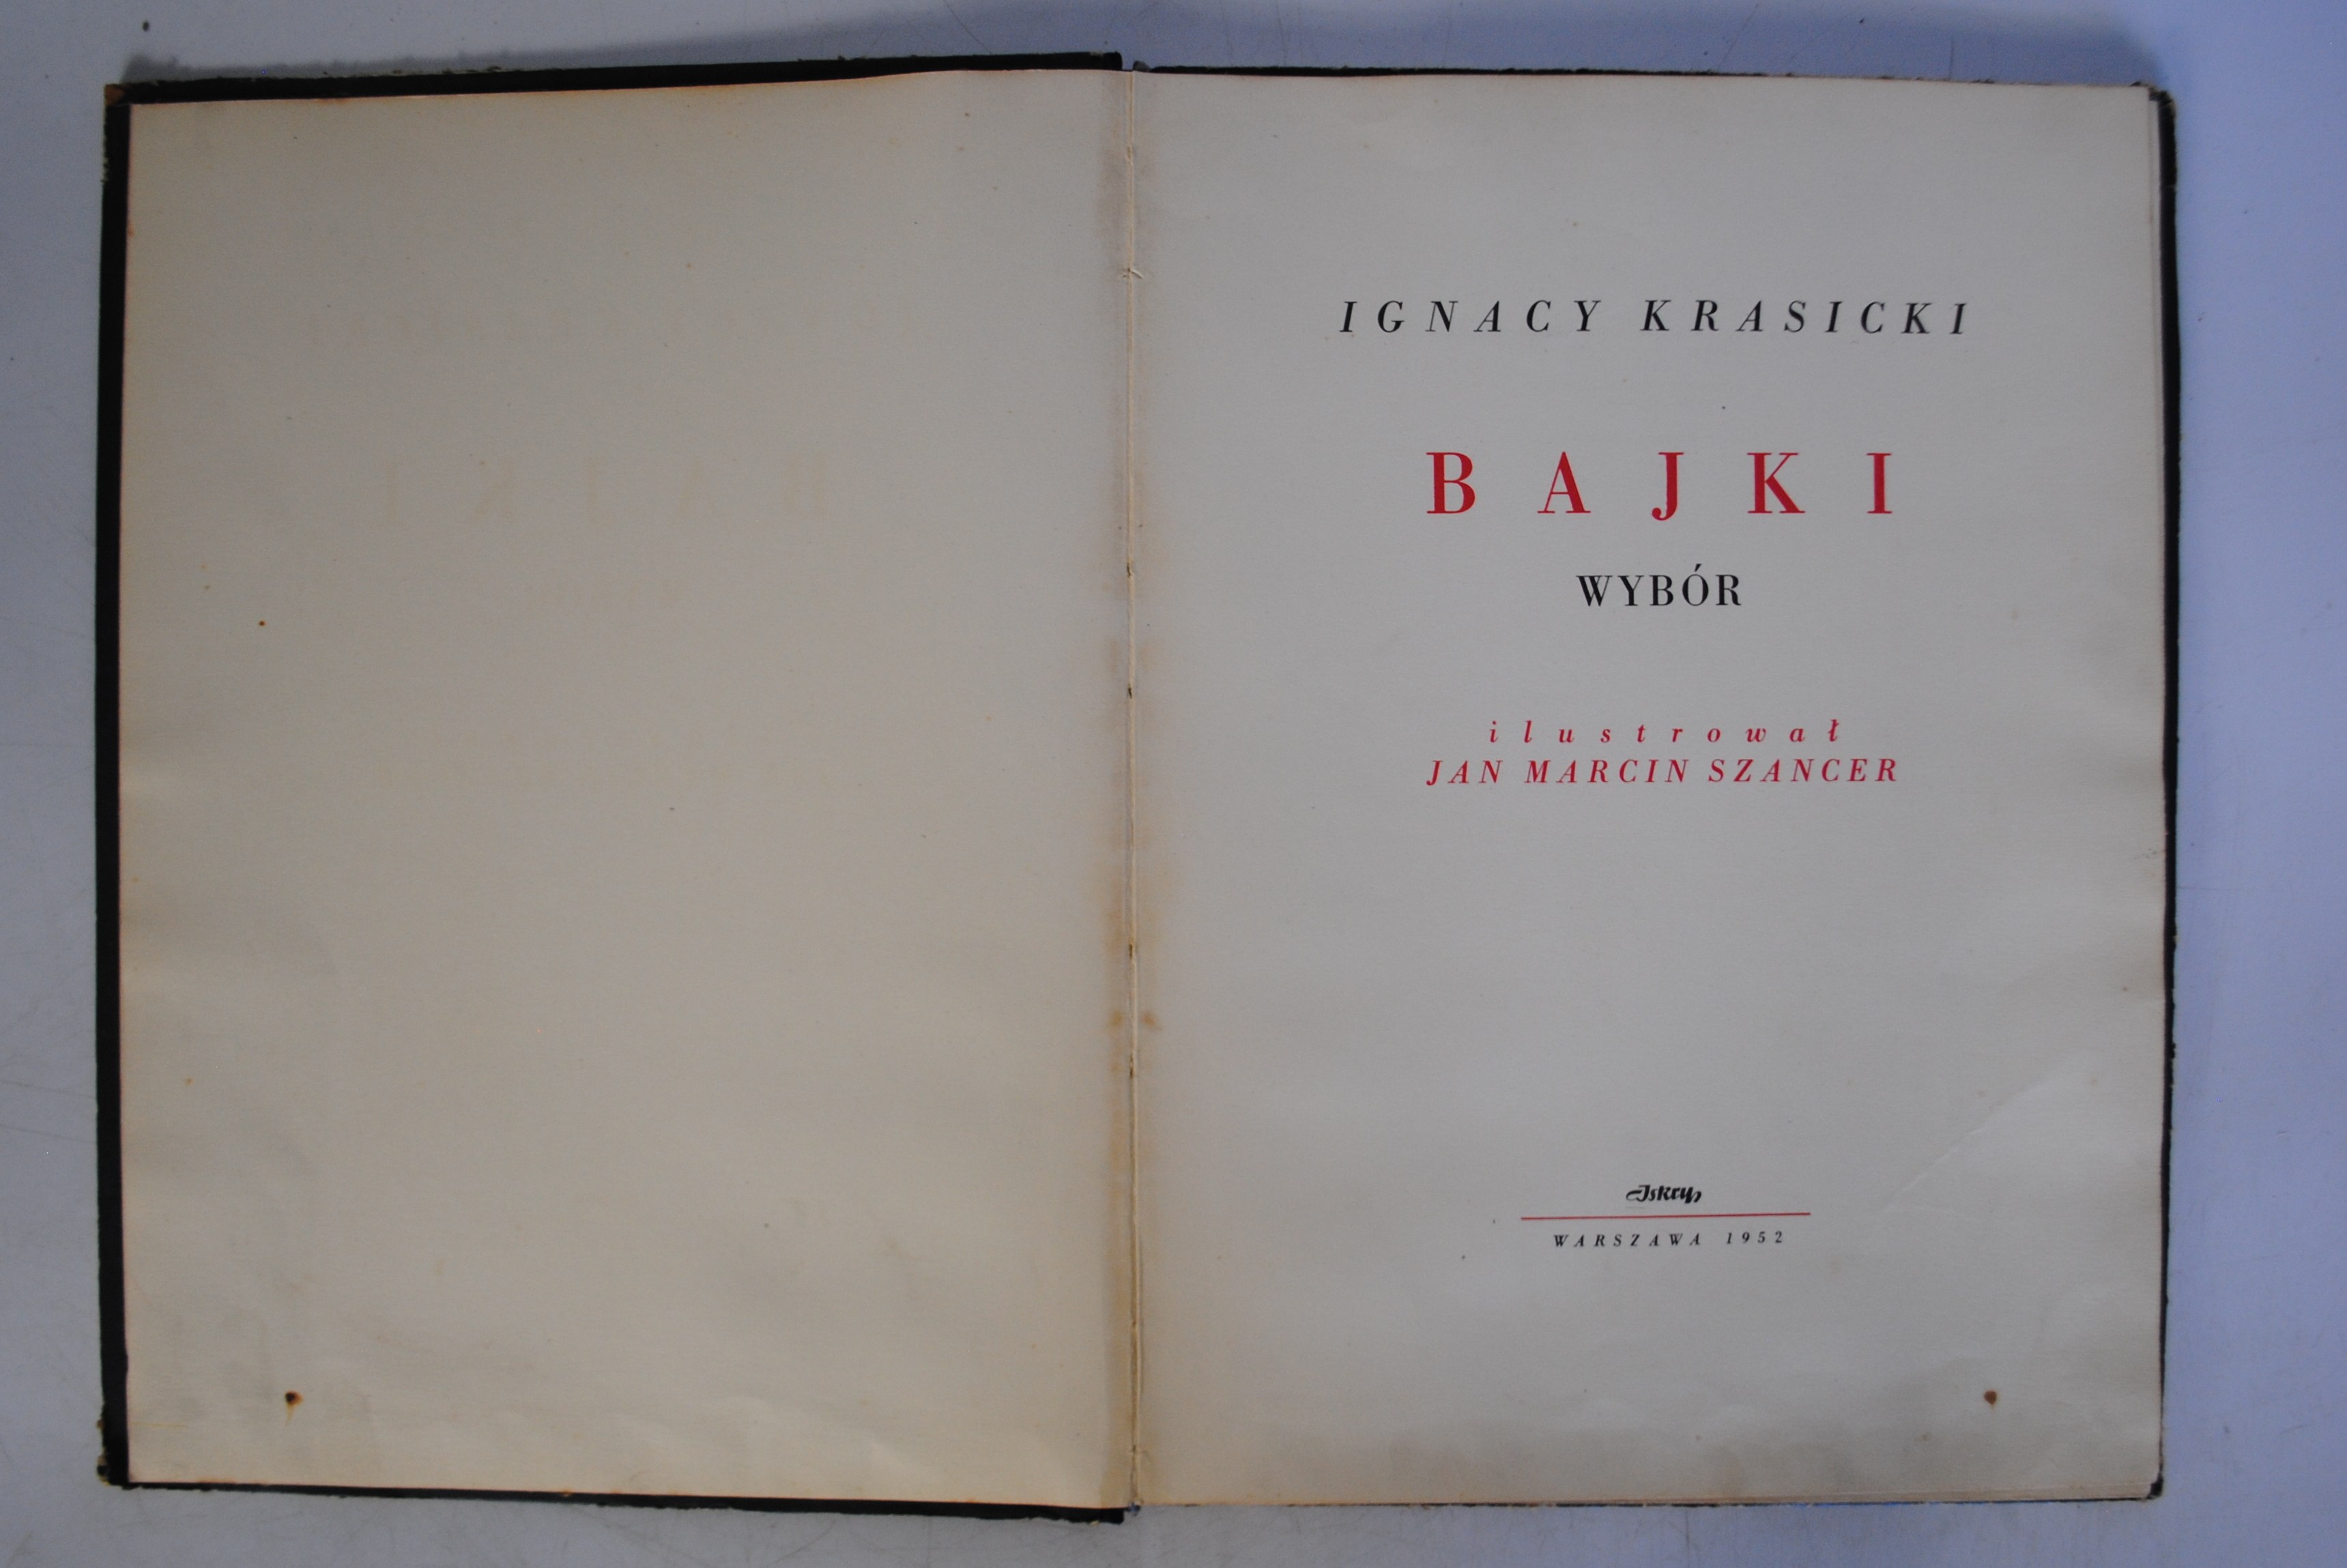 IGNACY KRASICKI
BAJKI
WYBÓR
ilustrował
JAN MARCIN SZANCER
Iskry
WARSZAWA 1952